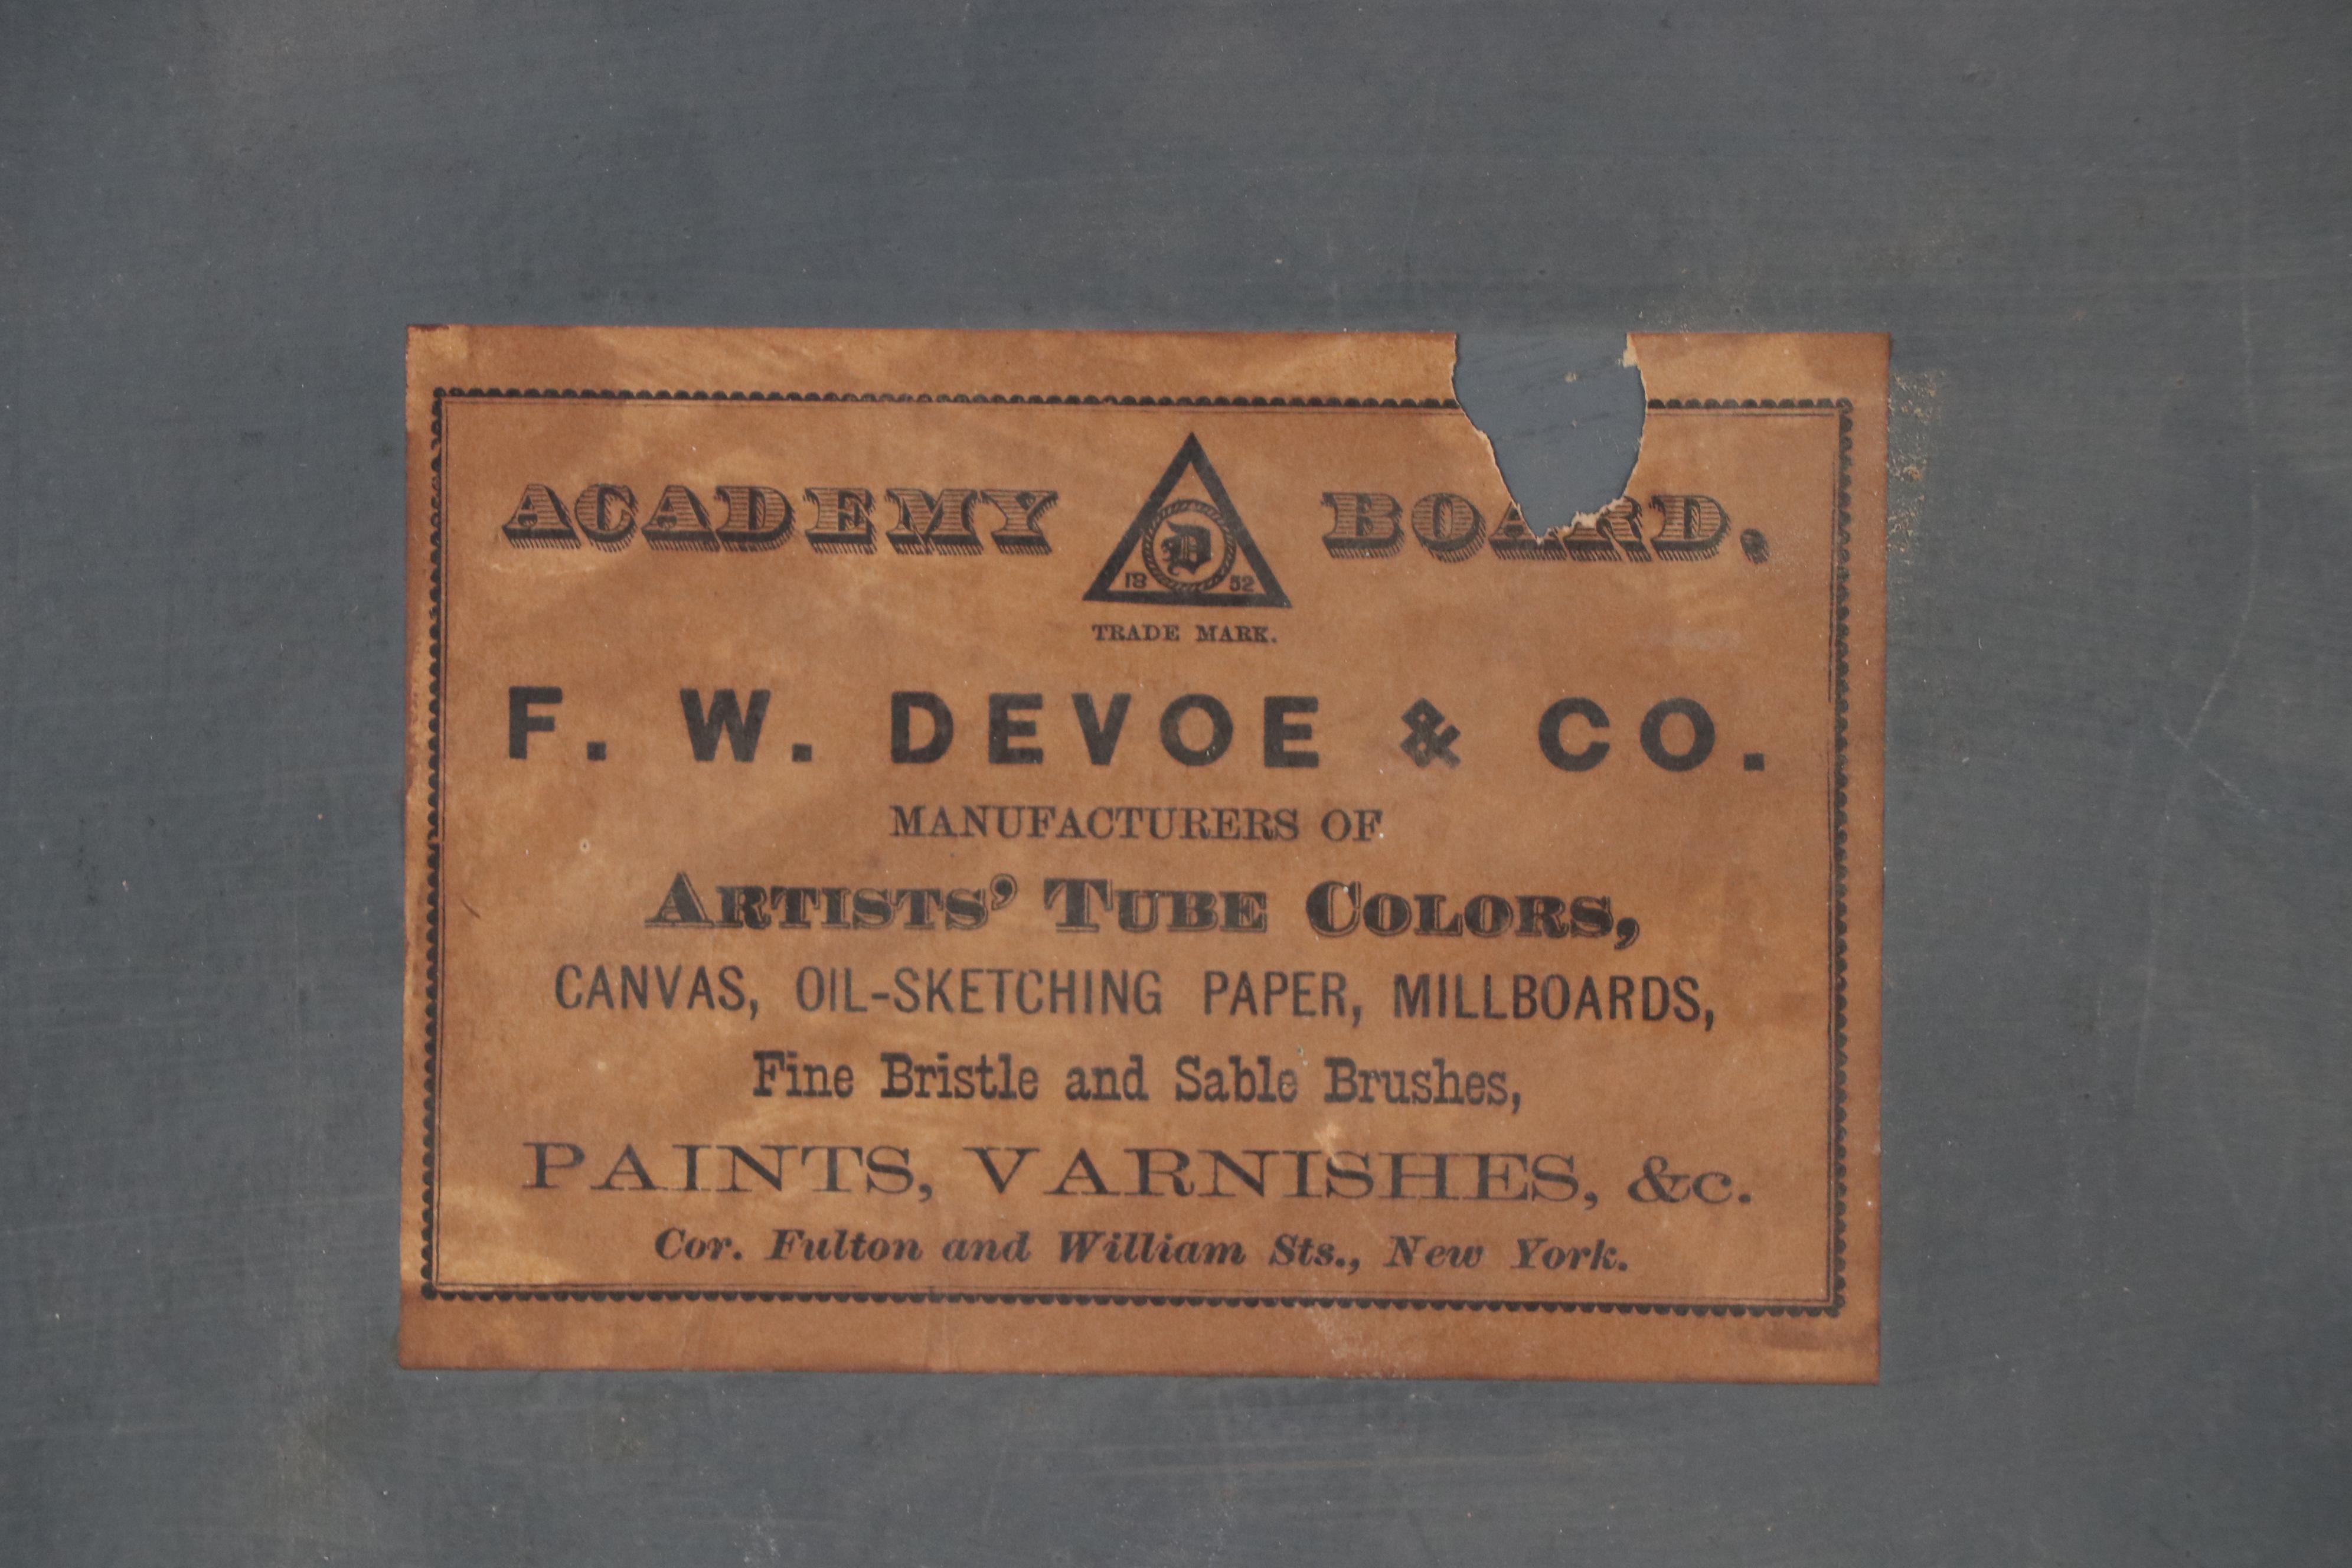 ACADEMY BOARD.
D
18 52
TRADE MARK.
F. W. DEVOE & CO.
MANUFACTURERS OF
ARTISTS' TUBE COLORS,
CANVAS, OIL-SKETCHING PAPER, MILLBOARDS,
Fine Bristle and Sable Brushes,
PAINTS, VARNISHES, &c.
Cor. Fulton and William Sts., New York.